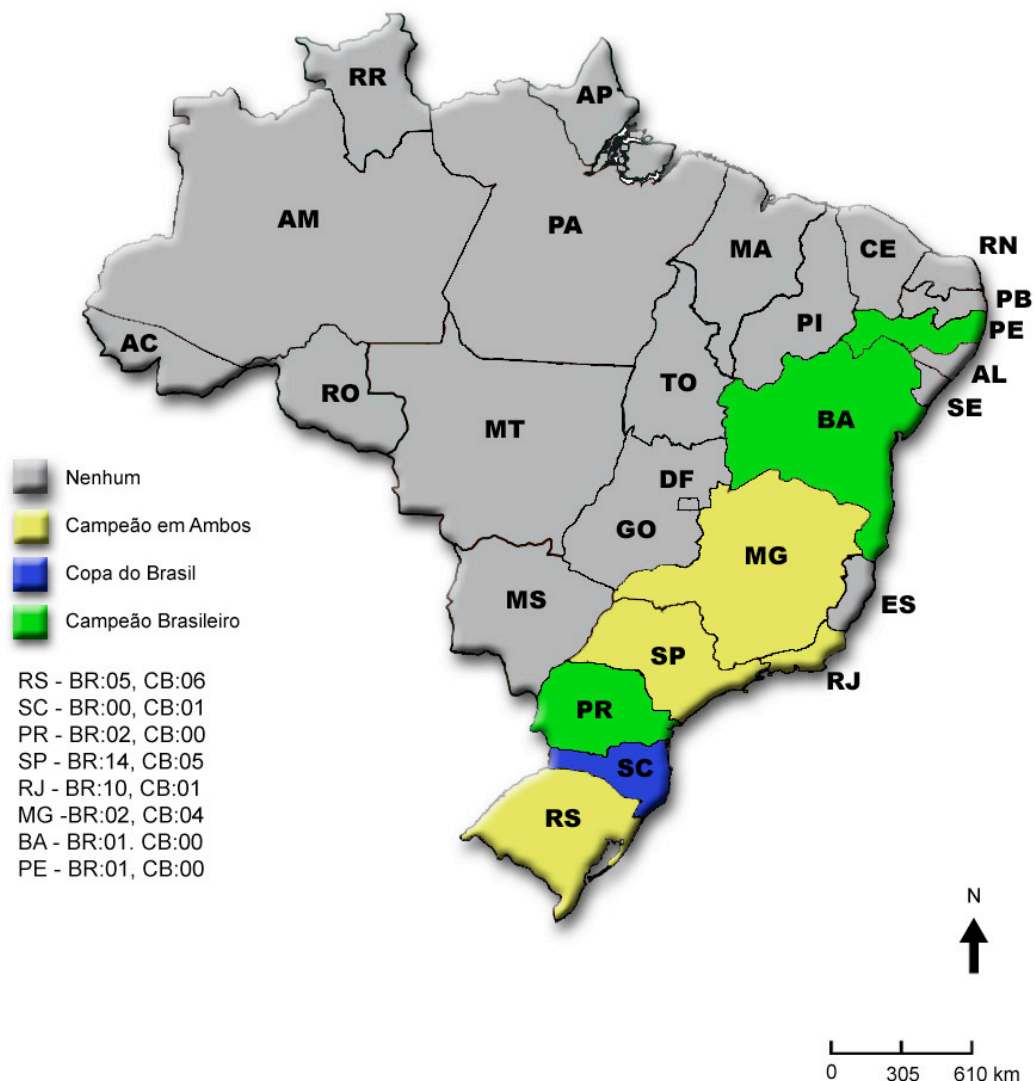 RR
AP
AM
PA
MA
CE
RN
PB
PE
PI
AC
AL
TO
SE
RO
BA
MT
DF
GO
MG
MS
ES
SP
RJ
PR
SC
RS
Nenhum
Campeão em Ambos
Copa do Brasil
Campeão Brasileiro
RS - BR:05, CB:06
SC - BR:00, CB:01
PR - BR:02, CB:00
SP - BR:14, CB:05
RJ - BR:10, CB:01
MG -BR:02, CB:04
BA - BR:01. CB:00
PE - BR:01, CB:00
N
0 305 610 km